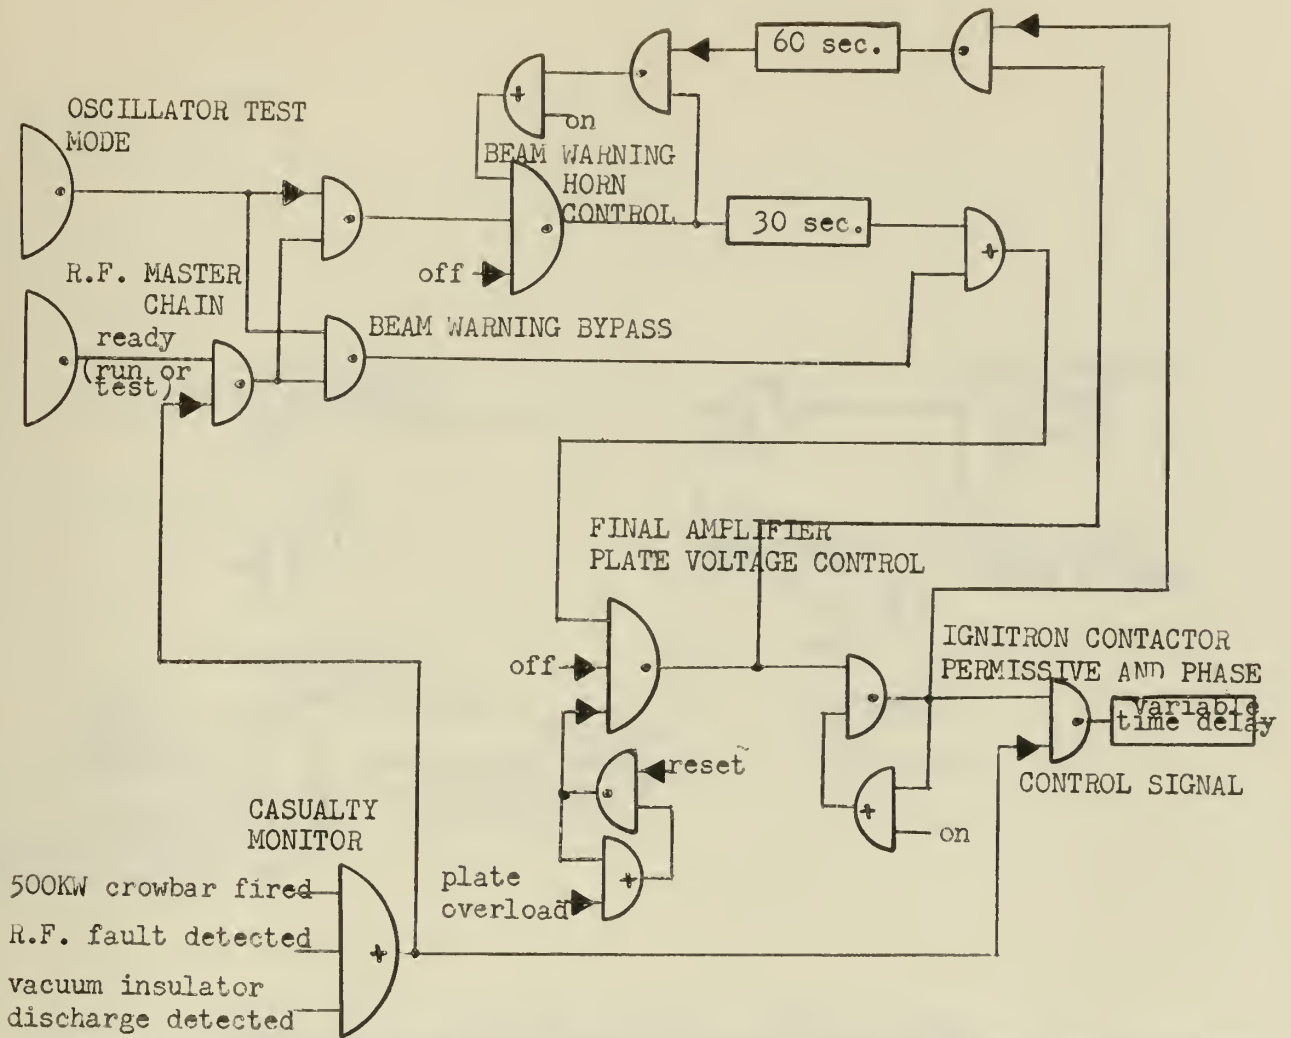 60 sec.
OSCILLATOR TEST
MODE
+
on
BEAM WARNING
HORN
CONTROL
30 sec.
+
off
R.F. MASTER
CHAIN
ready
(run or
test)
BEAM WARNING BYPASS
FINAL AMPLIFIER
PLATE VOLTAGE CONTROL
off
IGNITRON CONTACTOR
PERMISSIVE AND PHASE
variable
time delay
CONTROL SIGNAL
reset
+
on
CASUALTY
MONITOR
plate
overload
+
500KW crowbar fired
R.F. fault detected
+
vacuum insulator
discharge detected